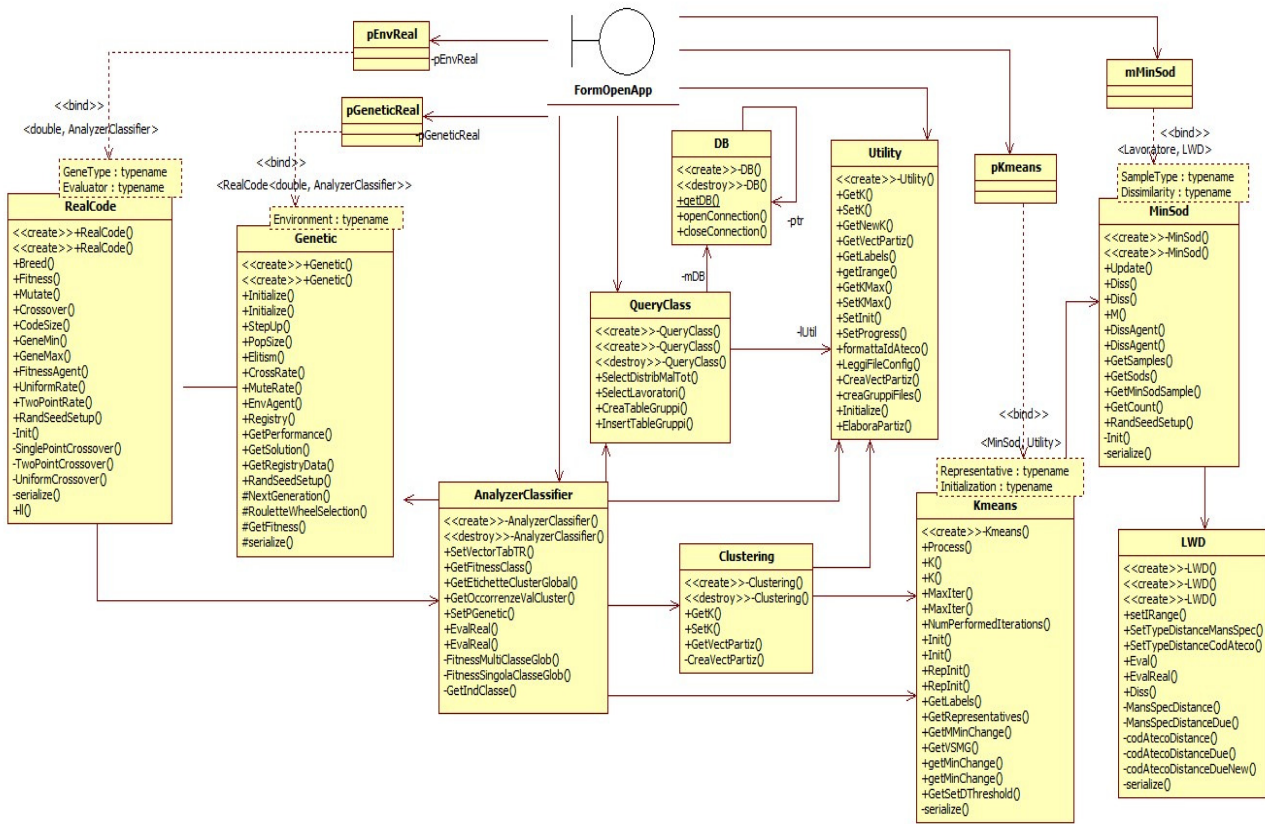 pEnvReal
-pEnvReal
FormOpenApp
mMinSod
<<bind>>
<double, AnalyzerClassifier>
pGeneticReal
-pGeneticReal
<<bind>>
<RealCode<double, AnalyzerClassifier>>
<<bind>>
<Lavoratore, LWD>
pKmeans
<<bind>>
<MinSod, Utility>
GeneType : typename
Evaluator : typename
RealCode
<<create>>+RealCode()
<<create>>+RealCode()
+Breed()
+Fitness()
+Mutate()
+Crossover()
+CodeSize()
+GeneMin()
+GeneMax()
+FitnessAgent()
+UniformRate()
+TwoPointRate()
+RandSeedSetup()
-Init()
-SinglePointCrossover()
-TwoPointCrossover()
-UniformCrossover()
-serialize()
+ll()
Environment : typename
Genetic
<<create>>+Genetic()
<<create>>+Genetic()
+Initialize()
+Initialize()
+StepUp()
+PopSize()
+Elitism()
+CrossRate()
+MuteRate()
+EnvAgent()
+Registry()
+GetPerformance()
+GetSolution()
+GetRegistryData()
+RandSeedSetup()
#NextGeneration()
#RouletteWheelSelection()
#GetFitness()
#serialize()
DB
<<create>>-DB()
<<destroy>>-DB()
+getDB()
+openConnection()
+closeConnection()
-ptr
-mDB
QueryClass
<<create>>-QueryClass()
<<create>>-QueryClass()
<<destroy>>-QueryClass()
+SelectDistribMalTot()
+SelectLavoratori()
+CreaTableGruppi()
+InsertTableGruppi()
-lUtil
Utility
<<create>>-Utility()
+GetK()
+SetK()
+GetNewK()
+GetVectPartiz()
+GetLabels()
+getIrange()
+GetKMax()
+SetKMax()
+SetInit()
+SetProgress()
+formattaIdAteco()
+LeggiFileConfig()
+CreaVectPartiz()
+creaGruppiFiles()
+Initialize()
+ElaboraPartiz()
AnalyzerClassifier
<<create>>-AnalyzerClassifier()
<<destroy>>-AnalyzerClassifier()
+SetVectorTabTR()
+GetFitnessClass()
+GetEtichetteClusterGlobal()
+GetOccorrenzeValCluster()
+SetPGenetic()
+EvalReal()
+EvalReal()
-FitnessMultiClasseGlob()
-FitnessSingolaClasseGlob()
-GetIndClasse()
Clustering
<<create>>-Clustering()
<<destroy>>-Clustering()
+GetK()
+SetK()
+GetVectPartiz()
-CreaVectPartiz()
Representative : typename
Initialization : typename
Kmeans
<<create>>-Kmeans()
+Process()
+K()
+K()
+MaxIter()
+MaxIter()
+NumPerformedIterations()
+Init()
+Init()
+RepInit()
+RepInit()
+GetLabels()
+GetRepresentatives()
+GetMMinChange()
+GetVSMG()
+getMinChange()
+getMinChange()
+GetSetDThreshold()
-serialize()
SampleType : typename
Dissimilarity : typename
MinSod
<<create>>-MinSod()
<<create>>-MinSod()
+Update()
+Diss()
+Diss()
+M()
+DissAgent()
+DissAgent()
+GetSamples()
+GetSods()
+GetMinSodSample()
+GetCount()
+RandSeedSetup()
-Init()
-serialize()
LWD
<<create>>-LWD()
<<create>>-LWD()
<<create>>-LWD()
+setIRange()
+SetTypeDistanceMansSpec()
+SetTypeDistanceCodAteco()
+Eval()
+EvalReal()
+Diss()
-MansSpecDistance()
-MansSpecDistanceDue()
-codAtecoDistance()
-codAtecoDistanceDue()
-codAtecoDistanceDueNew()
-serialize()